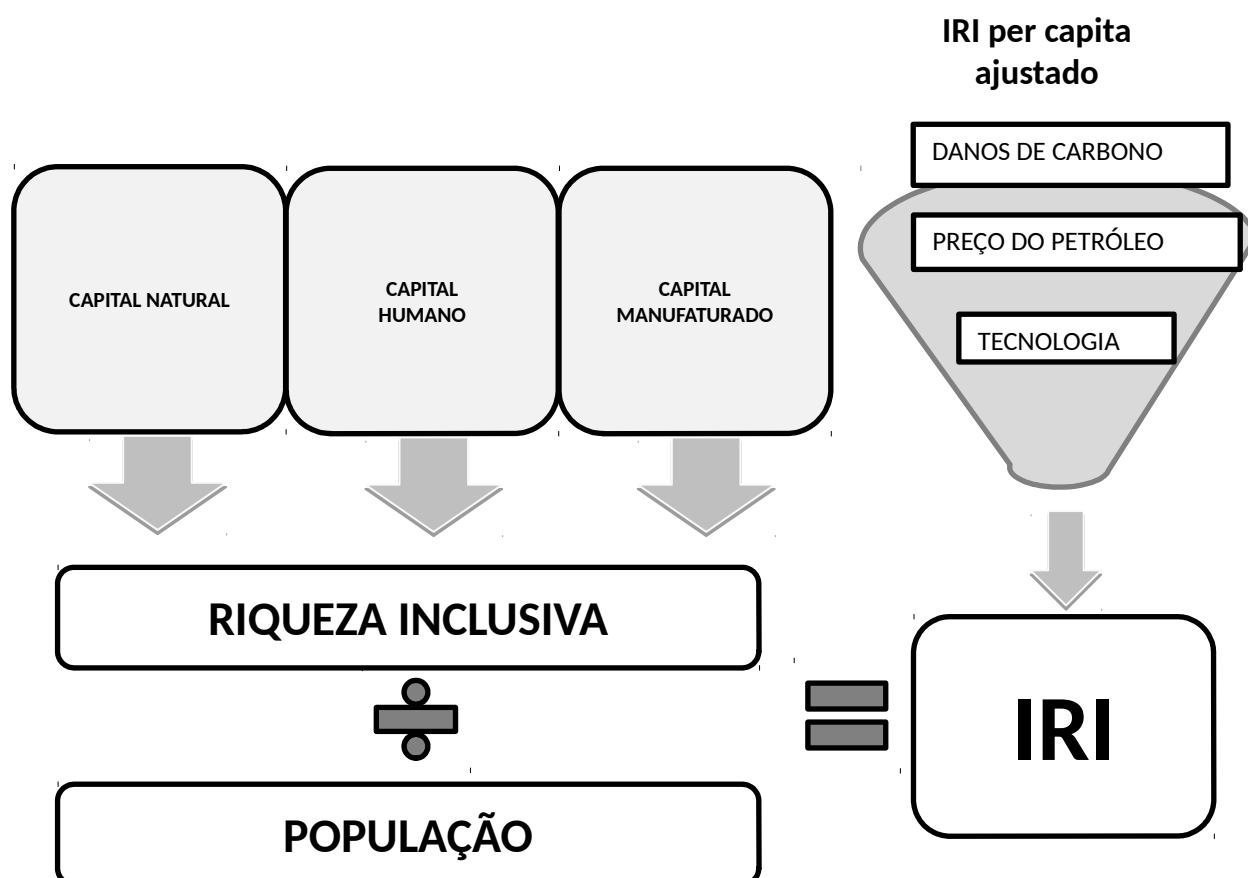 IRI per capita
ajustado
DANOS DE CARBONO
PREÇO DO PETRÓLEO
TECNOLOGIA
CAPITAL NATURAL
CAPITAL
HUMANO
CAPITAL
MANUFATURADO
RIQUEZA INCLUSIVA
IRI
POPULAÇÃO